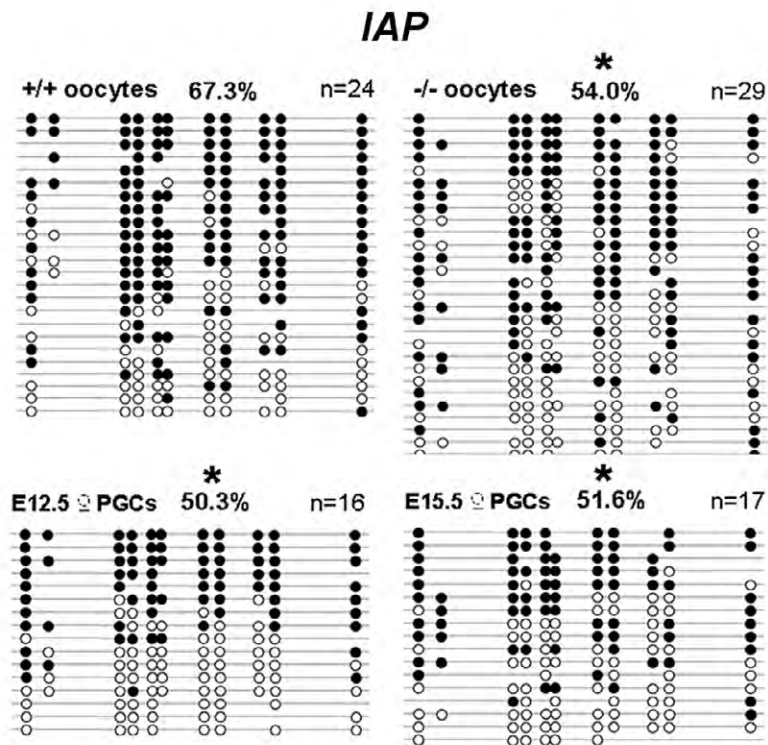 IAP
+/+ oocytes 67.3% n=24
* 
-/- oocytes 54.0% n=29
*
E12.5 ♀ PGCs 50.3% n=16
*
E15.5 ♀ PGCs 51.6% n=17